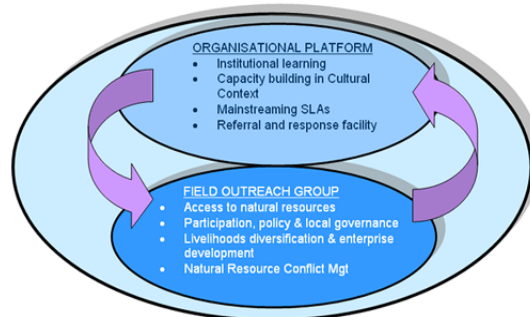 ORGANISATIONAL PLATFORM
• Institutional learning
• Capacity building in Cultural
Context
• Mainstreaming SLAs
• Referral and response facility
FIELD OUTREACH GROUP
• Access to natural resources
• Participation, policy & local governance
• Livelihoods diversification & enterprise
development
• Natural Resource Conflict Mgt